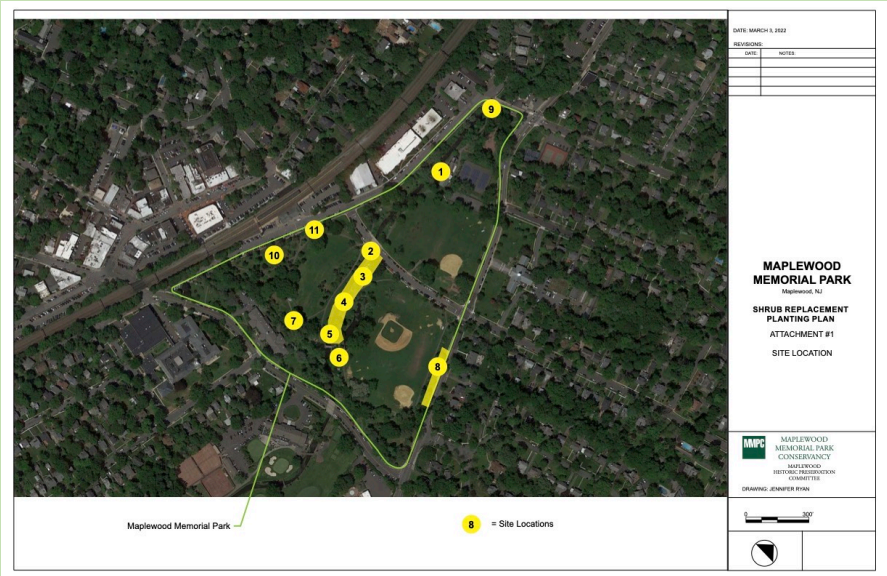 DATE: MARCH 3, 2022
REVISIONS:
DATE: NOTES:
9
1
11
2
10
3
4
7
5
6
8
MAPLEWOOD
MEMORIAL PARK
Maplewood, NJ
SHRUB REPLACEMENT
PLANTING PLAN
ATTACHMENT #1
SITE LOCATION
MMPC
MAPLEWOOD
MEMORIAL PARK
CONSERVANCY
MAPLEWOOD
HISTORIC PRESERVATION
COMMITTEE
DRAWING: JENNIFER RYAN
0 300'
Maplewood Memorial Park
8 = Site Locations